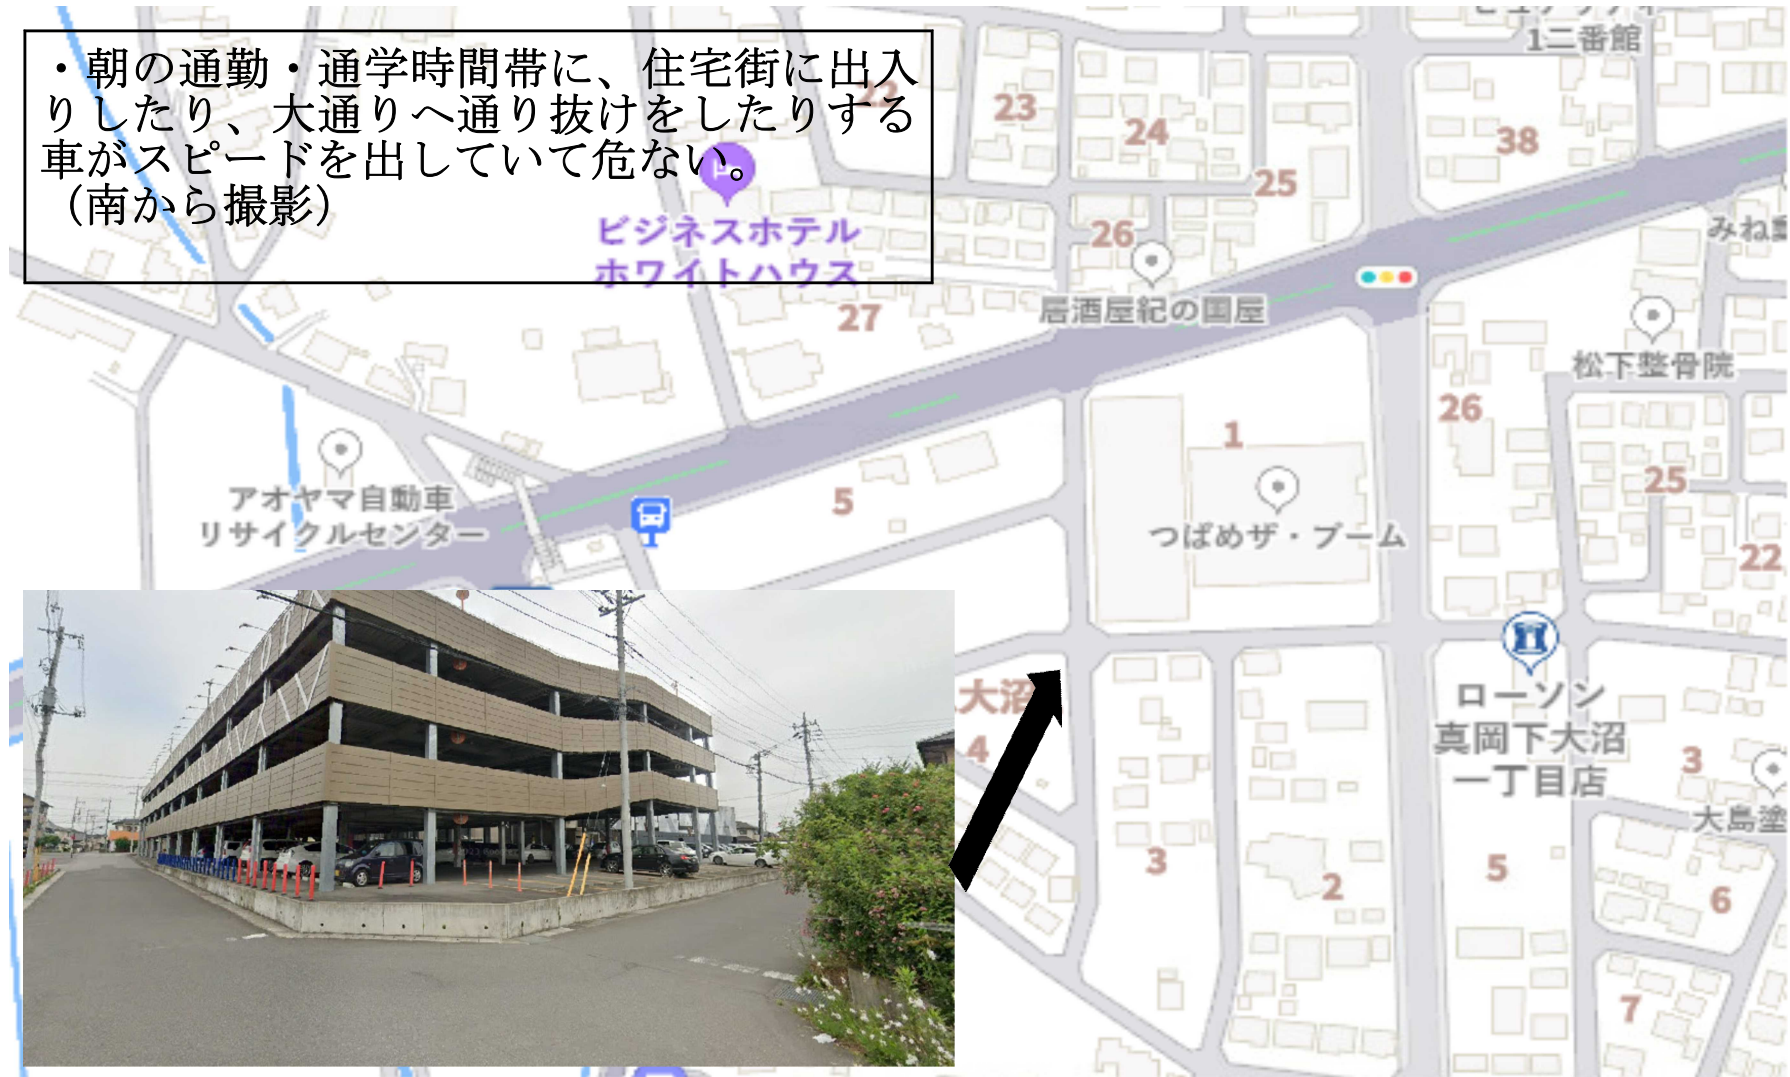 ・朝の通勤・通学時間帯に、住宅街に出入
りしたり、大通りへ通り抜けをしたりする
車がスピードを出していて危ない。
（南から撮影）
1二番館
22
23
24
38
25
26
ビジネスホテル
ホワイトハウス
27
居酒屋紀の国屋
松下整骨院
26
1
25
アオヤマ自動車
リサイクルセンター
5
つばめザ・ブーム
22
大沼
4
ローソン
真岡下大沼
一丁目店
3
大島塗
3
2
5
6
7